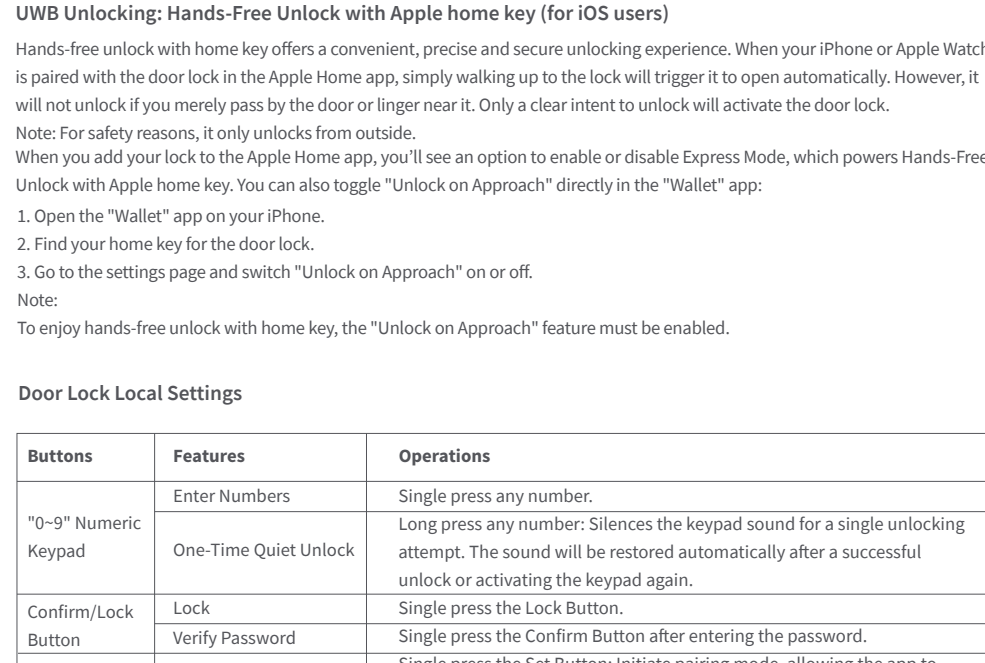 UWB Unlocking: Hands-Free Unlock with Apple home key (for iOS users)
Hands-free unlock with home key offers a convenient, precise and secure unlocking experience. When your iPhone or Apple Watch
is paired with the door lock in the Apple Home app, simply walking up to the lock will trigger it to open automatically. However, it
will not unlock if you merely pass by the door or linger near it. Only a clear intent to unlock will activate the door lock.
Note: For safety reasons, it only unlocks from outside.
When you add your lock to the Apple Home app, you’ll see an option to enable or disable Express Mode, which powers Hands-Free
Unlock with Apple home key. You can also toggle "Unlock on Approach" directly in the "Wallet" app:
1. Open the "Wallet" app on your iPhone.
2. Find your home key for the door lock.
3. Go to the settings page and switch "Unlock on Approach" on or off.
Note:
To enjoy hands-free unlock with home key, the "Unlock on Approach" feature must be enabled.
Door Lock Local Settings
Buttons Features Operations
"0~9" Numeric
Keypad
Enter Numbers Single press any number.
One-Time Quiet Unlock
Long press any number: Silences the keypad sound for a single unlocking
attempt. The sound will be restored automatically after a successful
unlock or activating the keypad again.
Confirm/Lock
Button
Lock Single press the Lock Button.
Verify Password Single press the Confirm Button after entering the password.
Single press the Set Button: Initiate pairing mode, allowing the app to